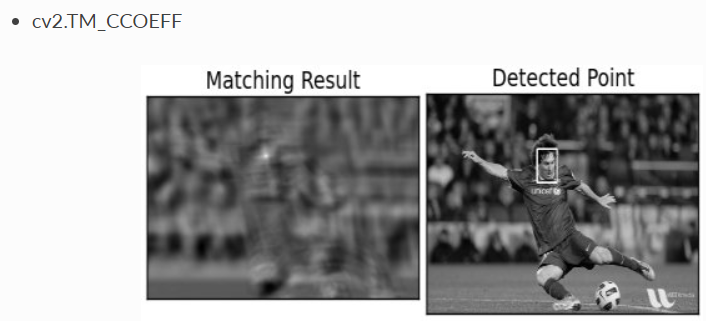 cv2.TM_CCOEFF
Matching Result
Detected Point
unicef